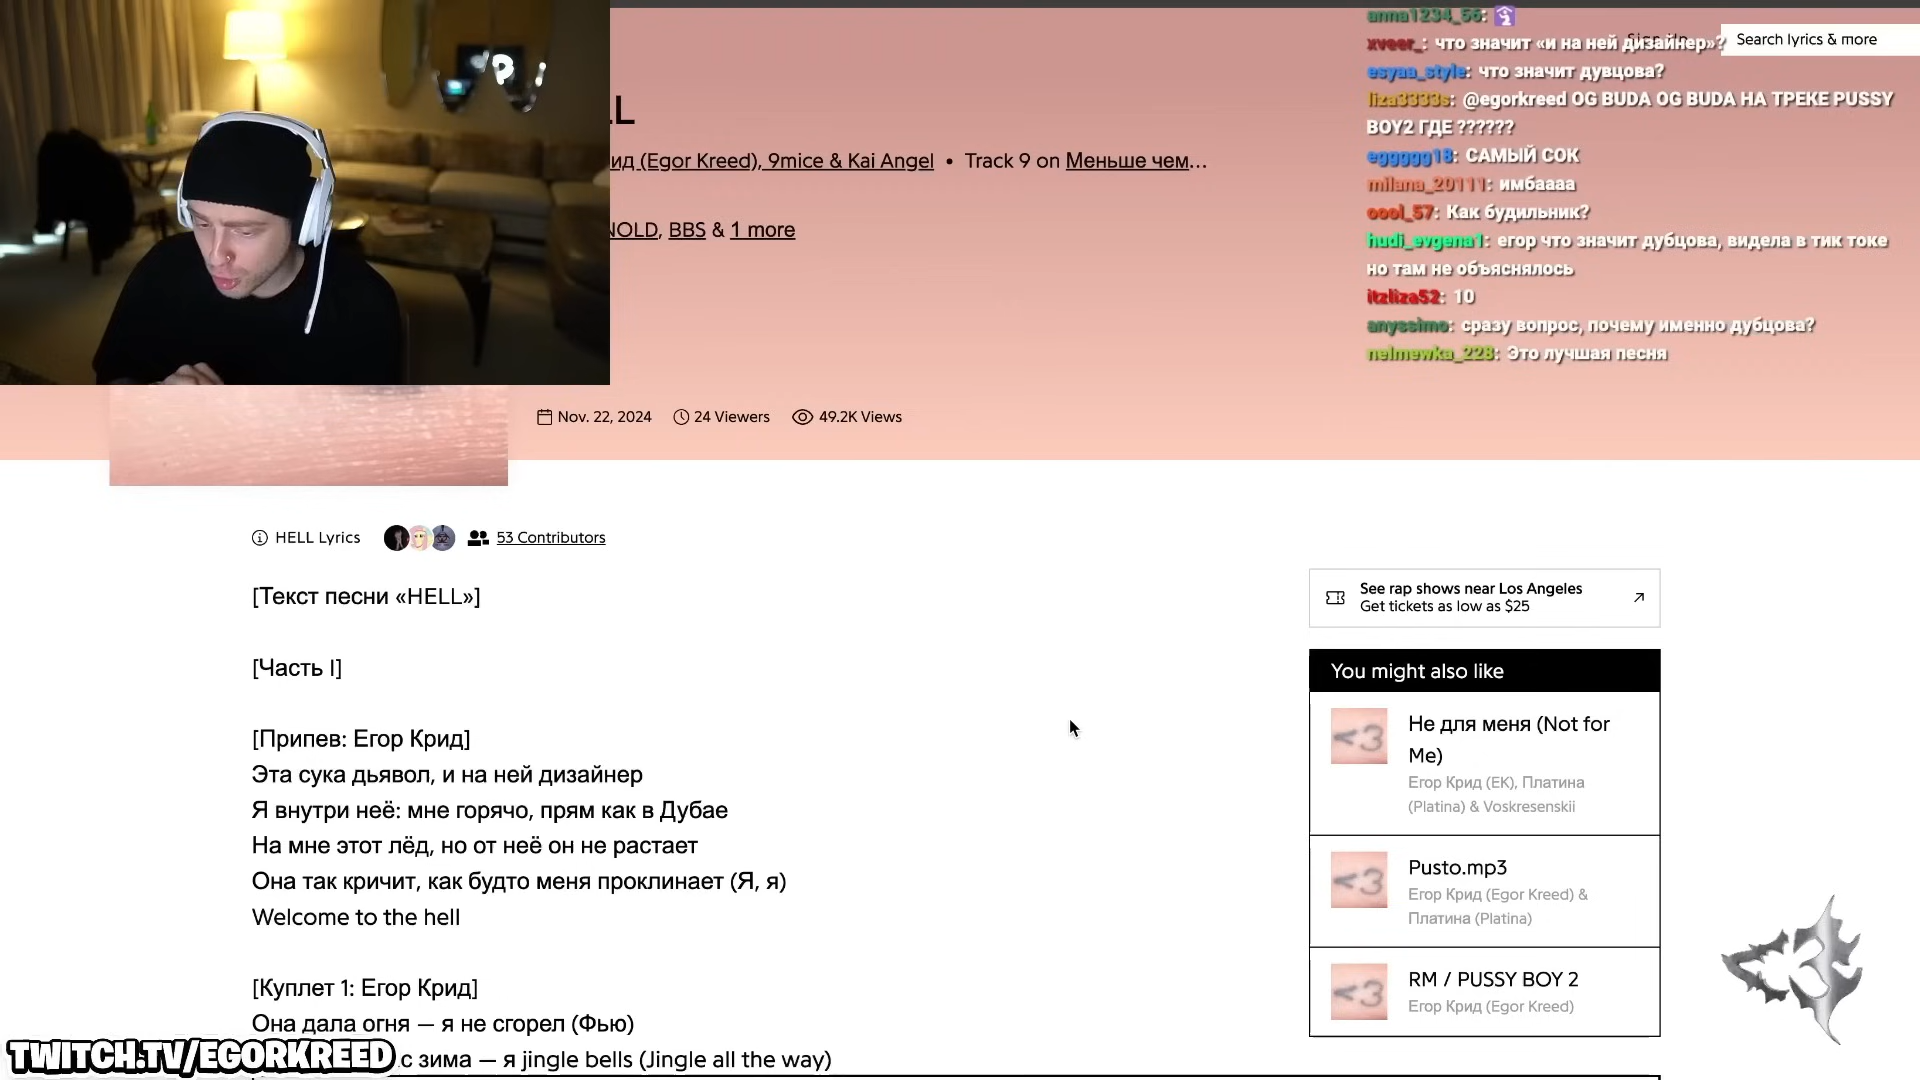 LL
ид (Egor Kreed), 9mice & Kai Angel • Track 9 on Меньше чем...
NOLD, BBS & 1 more
Nov. 22, 2024 24 Viewers 49.2K Views
Search lyrics & more
anna1234_56:
xveer_: что значит «и на ней дизайнер»?
esyaa_style: что значит дувцова?
liza3333s: @egorkreed OG BUDA OG BUDA НА ТРЕКЕ PUSSY
BOY2 ГДЕ ??????
eggggg18: САМЫЙ СОК
milana_20111: имбаааа
oool_57: Как будильник?
hudi_evgena1: егор что значит дубцова, видела в тик токе
но там не объяснялось
itzliza52: 10
anyssimo: сразу вопрос, почему именно дубцова?
nelmewka_228: Это лучшая песня
HELL Lyrics 53 Contributors
[Текст песни «HELL»]
[Часть I]
[Припев: Егор Крид]
Эта сука дьявол, и на ней дизайнер
Я внутри неё: мне горячо, прям как в Дубае
На мне этот лёд, но от неё он не растает
Она так кричит, как будто меня проклинает (Я, я)
Welcome to the hell
[Куплет 1: Егор Крид]
Она дала огня — я не сгорел (Фью)
с зима — я jingle bells (Jingle all the way)
See rap shows near Los Angeles
Get tickets as low as $25
You might also like
<3
Не для меня (Not for
Me)
Егор Крид (EK), Платина
(Platina) & Voskresenskii
<3
Pusto.mp3
Егор Крид (Egor Kreed) &
Платина (Platina)
<3
RM / PUSSY BOY 2
Егор Крид (Egor Kreed)
TWITCH.TV/EGORKREED
<3